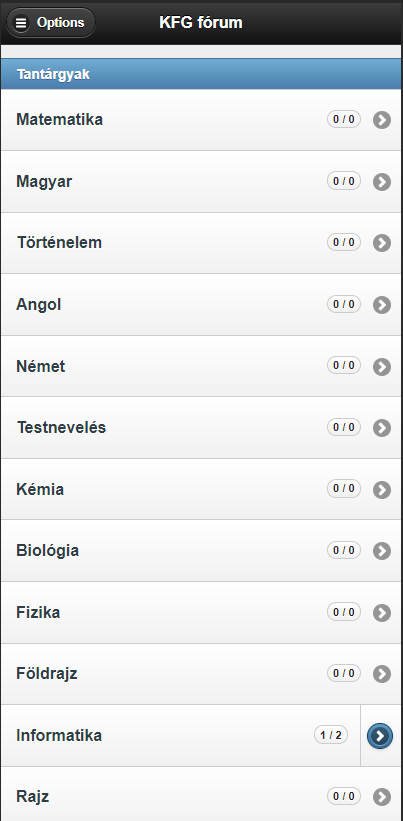 Options
KFG fórum
Tantárgyak
Matematika 0 / 0
Magyar 0 / 0
Történelem 0 / 0
Angol 0 / 0
Német 0 / 0
Testnevelés 0 / 0
Kémia 0 / 0
Biológia 0 / 0
Fizika 0 / 0
Földrajz 0 / 0
Informatika 1 / 2
Rajz 0 / 0